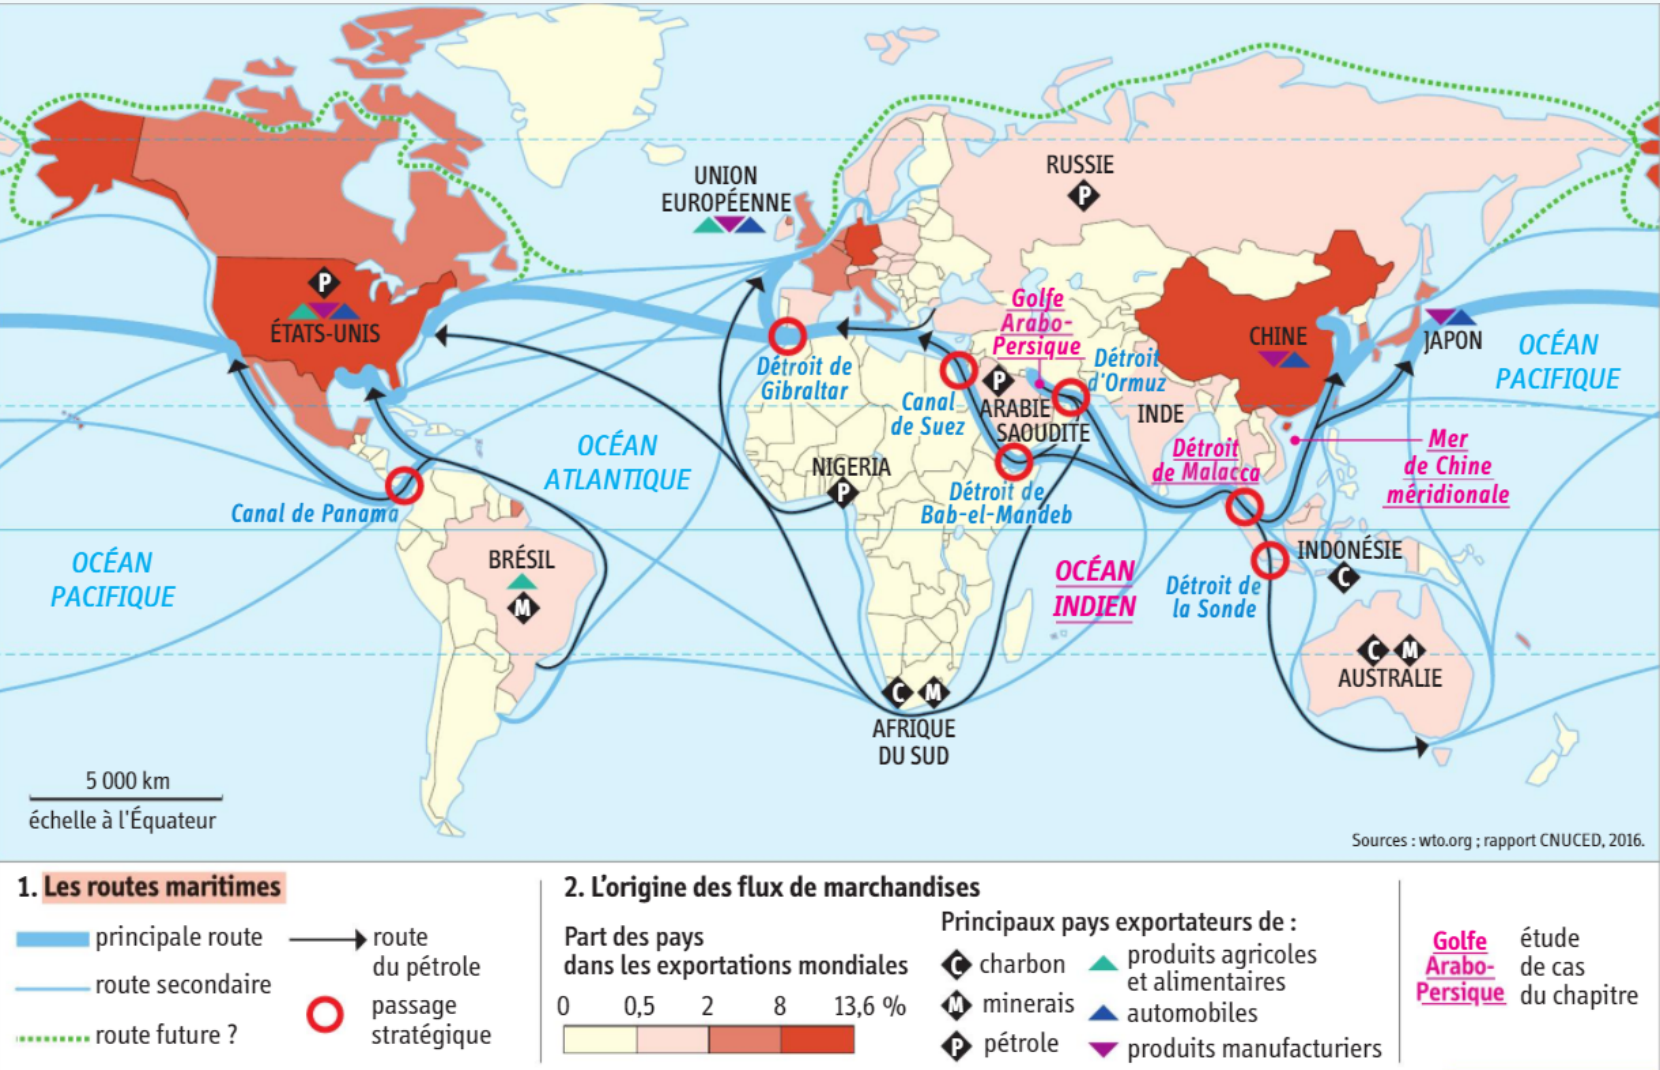 RUSSIE
P
UNION
EUROPÉENNE
P
ÉTATS-UNIS
Golfe
Arabo-
Persique
CHINE
JAPON
OCÉAN
PACIFIQUE
Détroit de
Gibraltar
Détroit
d'Ormuz
P
Canal
de Suez
ARABIE
SAOUDITE
INDE
OCÉAN
ATLANTIQUE
NIGERIA
P
Détroit
de Malacca
Mer
de Chine
méridionale
Canal de Panama
Détroit de
Bab-el-Mandeb
OCÉAN
PACIFIQUE
BRÉSIL
M
OCÉAN
INDIEN
Détroit de
la Sonde
INDONÉSIE
C
C M
AUSTRALIE
C M
AFRIQUE
DU SUD
5 000 km
échelle à l'Équateur
Sources : wto.org ; rapport CNUCED, 2016.
1. Les routes maritimes
principale route
route secondaire
route future ?
route
du pétrole
passage
stratégique
2. L'origine des flux de marchandises
Part des pays
dans les exportations mondiales
0 0,5 2 8 13,6 %
Principaux pays exportateurs de :
C charbon
M minerais
P pétrole
produits agricoles
et alimentaires
automobiles
produits manufacturiers
Golfe
Arabo-
Persique
étude
de cas
du chapitre